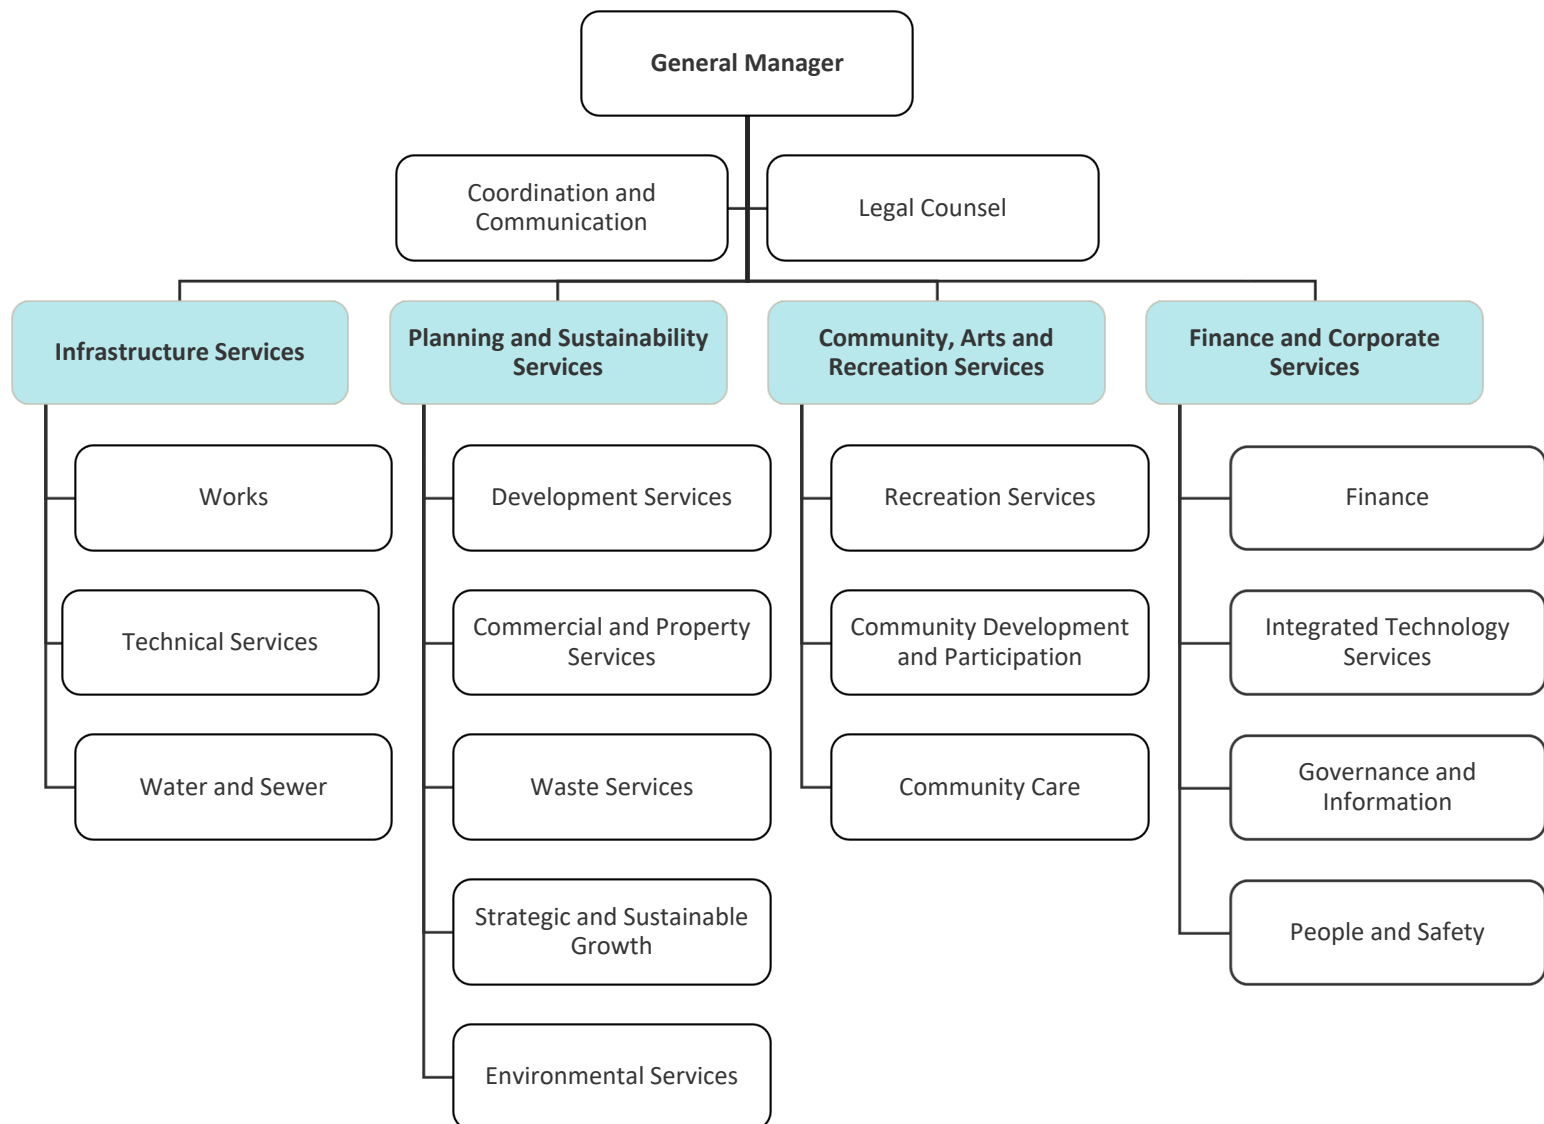 General Manager
Coordination and
Communication
Legal Counsel
Infrastructure Services
Planning and Sustainability
Services
Community, Arts and
Recreation Services
Finance and Corporate
Services
Works
Development Services
Recreation Services
Finance
Technical Services
Commercial and Property
Services
Community Development
and Participation
Integrated Technology
Services
Water and Sewer
Waste Services
Community Care
Governance and
Information
Strategic and Sustainable
Growth
People and Safety
Environmental Services